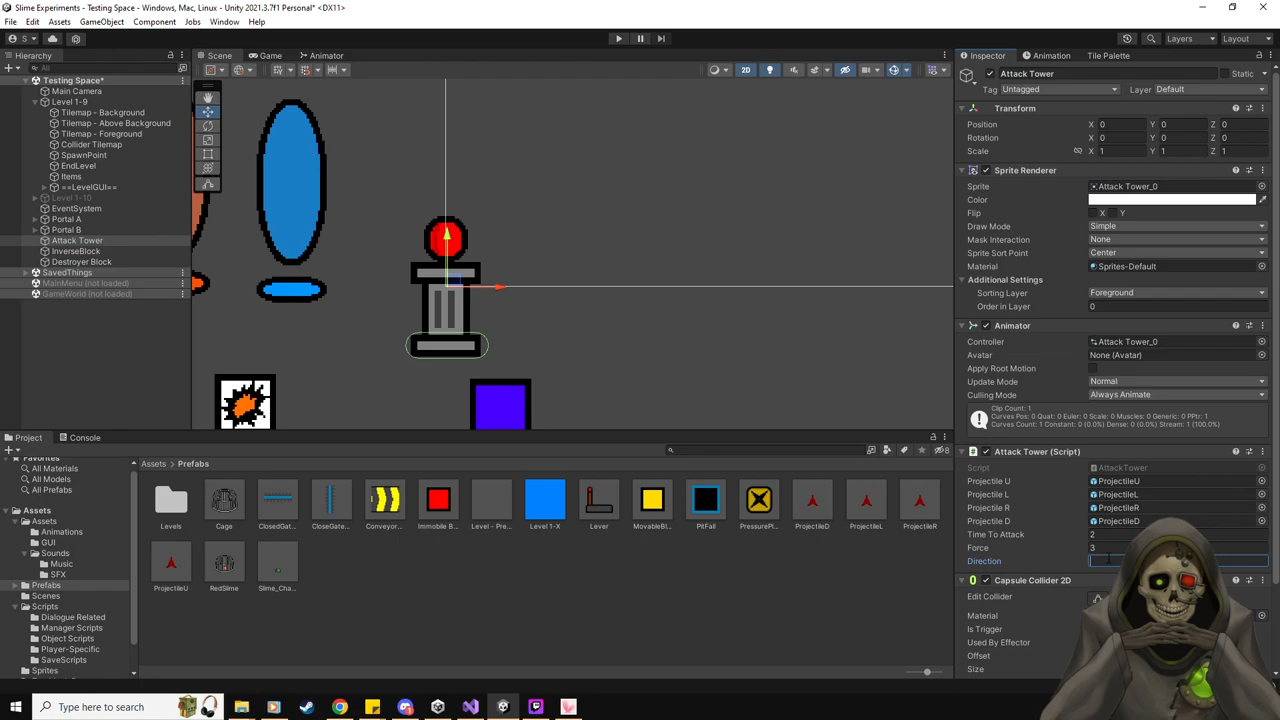 Slime Experiments - Testing Space - Windows, Mac, Linux - Unity 2021.3.7f1 Personal* <DX11>
File Edit Assets GameObject Component Jobs Window Help
S Layers Layout
Hierarchy
All
Testing Space*
Main Camera
Level 1-9
Tilemap - Background
Tilemap - Above Background
Tilemap - Foreground
Collider Tilemap
SpawnPoint
EndLevel
Items
==LevelGUI==
Level 1-10
EventSystem
Portal A
Portal B
Attack Tower
InverseBlock
Destroyer Block
SavedThings
MainMenu (not loaded)
GameWorld (not loaded)
Scene Game Animator
2D
Inspector Animation Tile Palette
Attack Tower Static
Tag Untagged Layer Default
Transform
Position X 0 Y 0 Z 0
Rotation X 0 Y 0 Z 0
Scale X 1 Y 1 Z 1
Sprite Renderer
Sprite Attack Tower_0
Color
Flip X Y
Draw Mode Simple
Mask Interaction None
Sprite Sort Point Center
Material Sprites-Default
Additional Settings
Sorting Layer Foreground
Order in Layer 0
Animator
Controller Attack Tower_0
Avatar None (Avatar)
Apply Root Motion
Update Mode Normal
Culling Mode Always Animate
Clip Count: 1
Curves Pos: 0 Quat: 0 Euler: 0 Scale: 0 Muscles: 0 Generic: 0 PPtr: 1
Curves Count: 1 Constant: 0 (0.0%) Dense: 0 (0.0%) Stream: 1 (100.0%)
Attack Tower (Script)
Script AttackTower
Projectile U ProjectileU
Projectile L ProjectileL
Projectile R ProjectileR
Projectile D ProjectileD
Time To Attack 2
Force 3
Direction
Capsule Collider 2D
Edit Collider
Material
Is Trigger
Used By Effector
Offset
Size
Project Console
8
Favorites
All Materials
All Models
All Prefabs
Assets
Assets
Animations
GUI
Sounds
Music
SFX
Prefabs
Scenes
Scripts
Dialogue Related
Manager Scripts
Object Scripts
Player-Specific
SaveScripts
Sprites
Assets > Prefabs
Levels Cage ClosedGat... CloseGate... Conveyor... Immobile B... Level - Pre... Level 1-X Lever MovableBl... PitFall PressurePl... ProjectileD ProjectileL ProjectileR
ProjectileU RedSlime Slime_Cha...
Type here to search